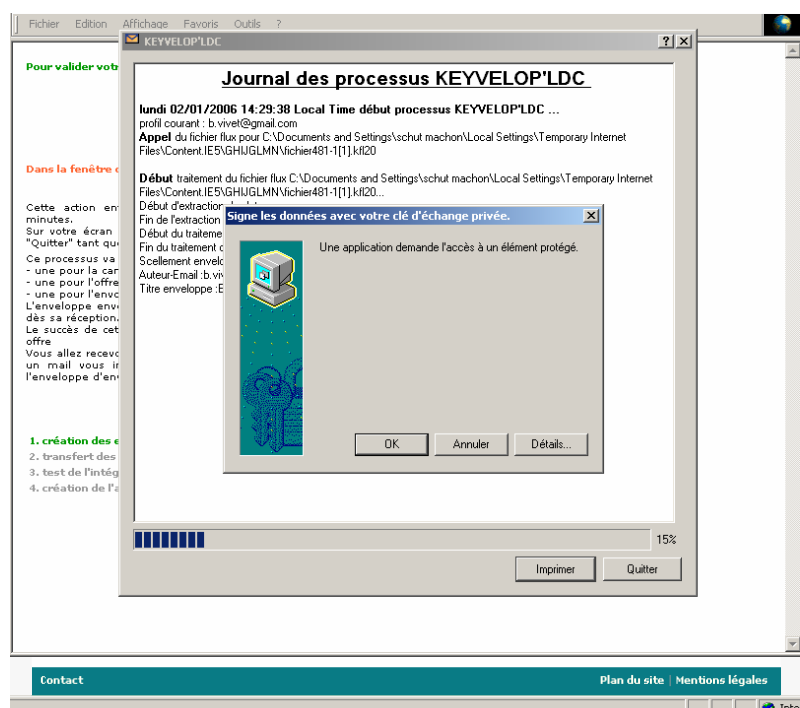 Fichier Edition Affichage Favoris Outils ?
KEYVELOP'LDC
Pour valider
Journal des processus KEYVELOP'LDC
lundi 02/01/2006 14:29:38 Local Time début processus KEYVELOP'LDC ...
profil courant : b.vivet@gmail.com
Appel du fichier flux pour C:\Documents and Settings\schut machon\Local Settings\Temporary Internet
Files\Content.IE5\GHIJGLMN\fichier481-1[1].kfl20
Début traitement du fichier flux C:\Documents and Settings\schut machon\Local Settings\Temporary Internet
Files\Content.IE5\GHIJGLMN\fichier481-1[1].kfl20...
Début d'extraction
Fin de l'extraction
Début du traiteme
Fin du traitement
Scellement envelo
Auteur-Email :b.vi
Titre enveloppe :E
Signe les données avec votre clé d'échange privée.
Une application demande l'accès à un élément protégé.
OK Annuler Détails...
15%
Imprimer Quitter
Dans la fenêtre
Cette action en
minutes.
Sur votre écran
"Quitter" tant qu
Ce processus va
- une pour la car
- une pour l'offre
- une pour l'envo
L'enveloppe env
dès sa réception.
Le succès de cet
offre
Vous allez recevo
un mail vous i
l'enveloppe d'en
1. création des e
2. transfert des
3. test de l'intég
4. création de l'a
Contact
Plan du site | Mentions légales
Inte